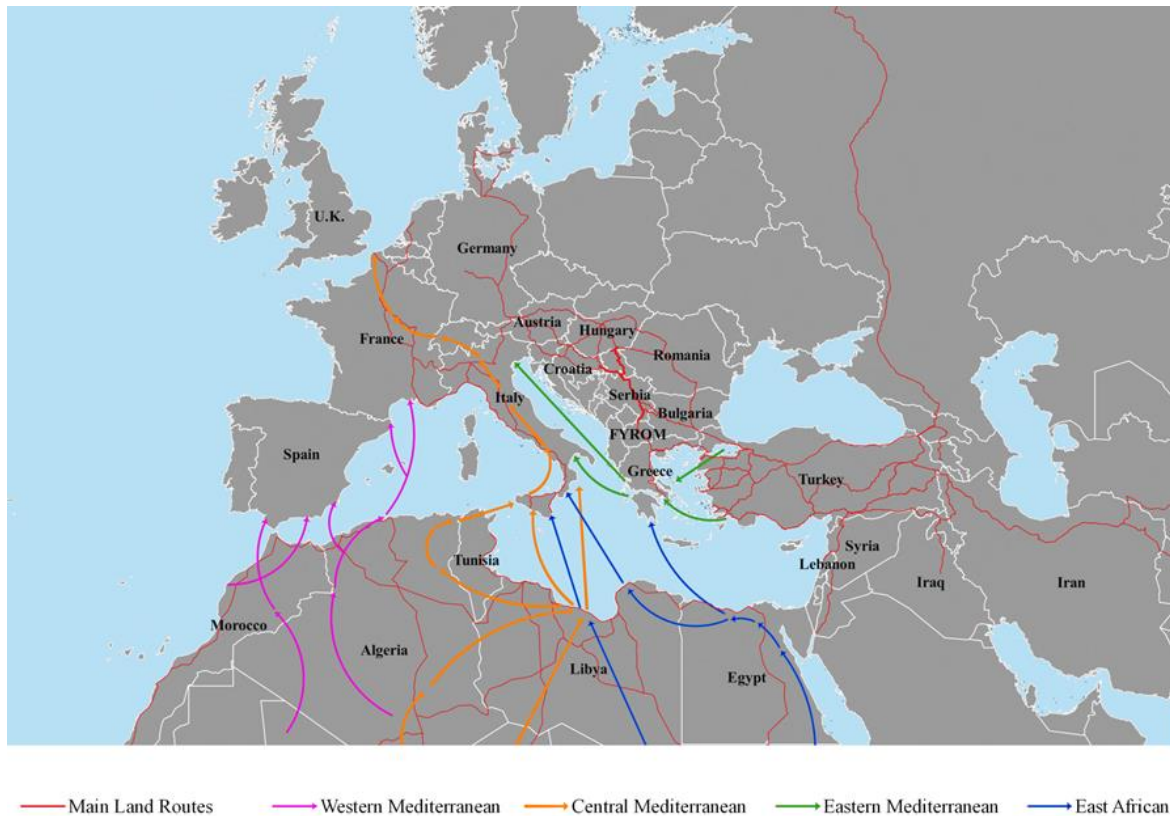 U.K.
Germany
Austria
Hungary
France
Romania
Croatia
Italy
Serbia
Bulgaria
FYROM
Spain
Greece
Turkey
Tunisia
Syria
Lebanon
Iraq
Iran
Morocco
Algeria
Libya
Egypt
Main Land Routes
Western Mediterranean
Central Mediterranean
Eastern Mediterranean
East African